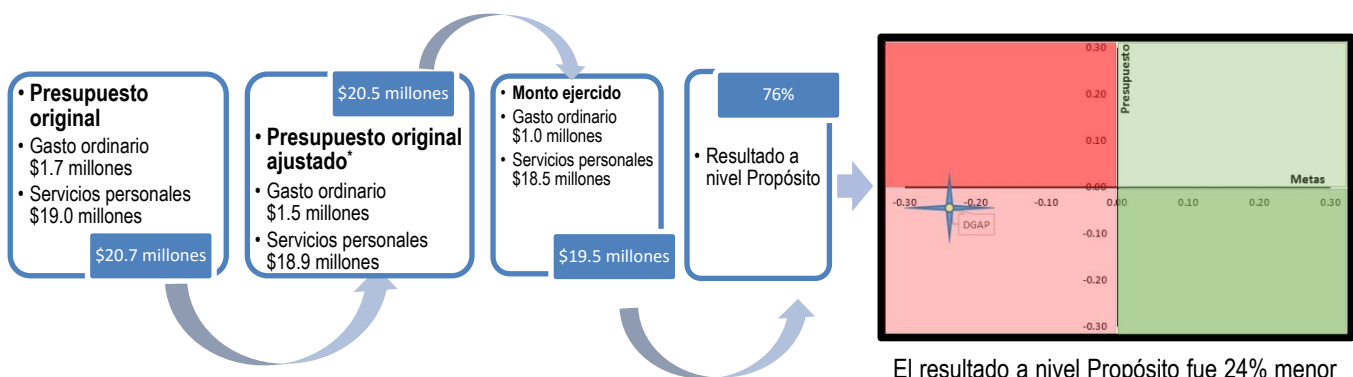 • Presupuesto
original
• Gasto ordinario
$1.7 millones
• Servicios personales
$19.0 millones
$20.7 millones
$20.5 millones
• Presupuesto original
ajustado*
• Gasto ordinario
$1.5 millones
• Servicios personales
$18.9 millones
• Monto ejercido
• Gasto ordinario
$1.0 millones
• Servicios personales
$18.5 millones
$19.5 millones
76%
• Resultado a
nivel Propósito
0.30
Presupuesto
0.20
0.10
Metas
0.00
-0.30 -0.20 -0.10 0.00 0.10 0.20 0.30
DGAP
-0.10
-0.20
-0.30
El resultado a nivel Propósito fue 24% menor